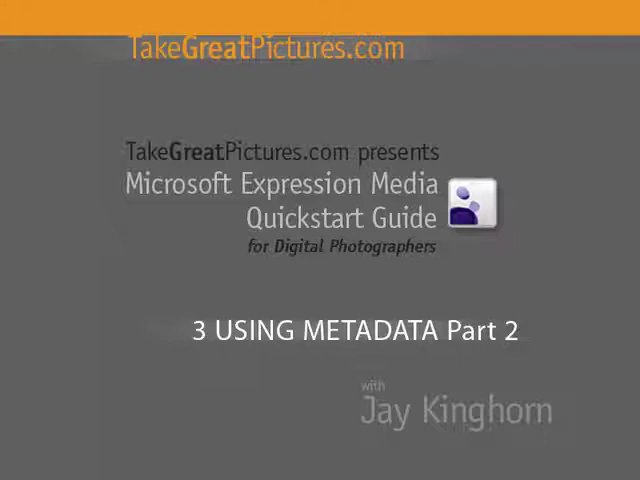 TakeGreatPictures.com
TakeGreatPictures.com presents
Microsoft Expression Media
Quickstart Guide
for Digital Photographers
3 USING METADATA Part 2
with
Jay Kinghorn